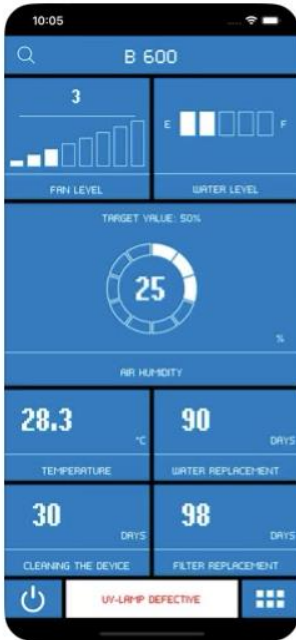 10:05
B 600
3
FAN LEVEL
E F
WATER LEVEL
TARGET VALUE: 50%
25
%
AIR HUMIDITY
28.3
°C
TEMPERATURE
90
DAYS
WATER REPLACEMENT
30
DAYS
CLEANING THE DEVICE
98
DAYS
FILTER REPLACEMENT
UV-LAMP DEFECTIVE